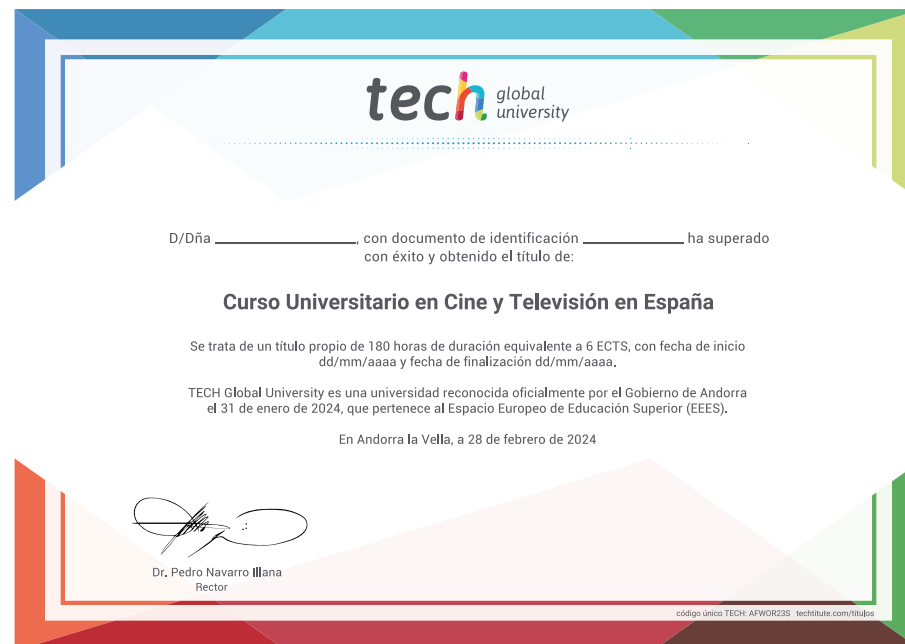 tech global university
D/Dña ____________, con documento de identificación ____________ ha superado
con éxito y obtenido el título de:
Curso Universitario en Cine y Televisión en España
Se trata de un título propio de 180 horas de duración equivalente a 6 ECTS, con fecha de inicio
dd/mm/aaaa y fecha de finalización dd/mm/aaaa.
TECH Global University es una universidad reconocida oficialmente por el Gobierno de Andorra
el 31 de enero de 2024, que pertenece al Espacio Europeo de Educación Superior (EEES).
En Andorra la Vella, a 28 de febrero de 2024
Dr. Pedro Navarro Illana
Rector
código único TECH: AFWOR23S techtitute.com/titulos